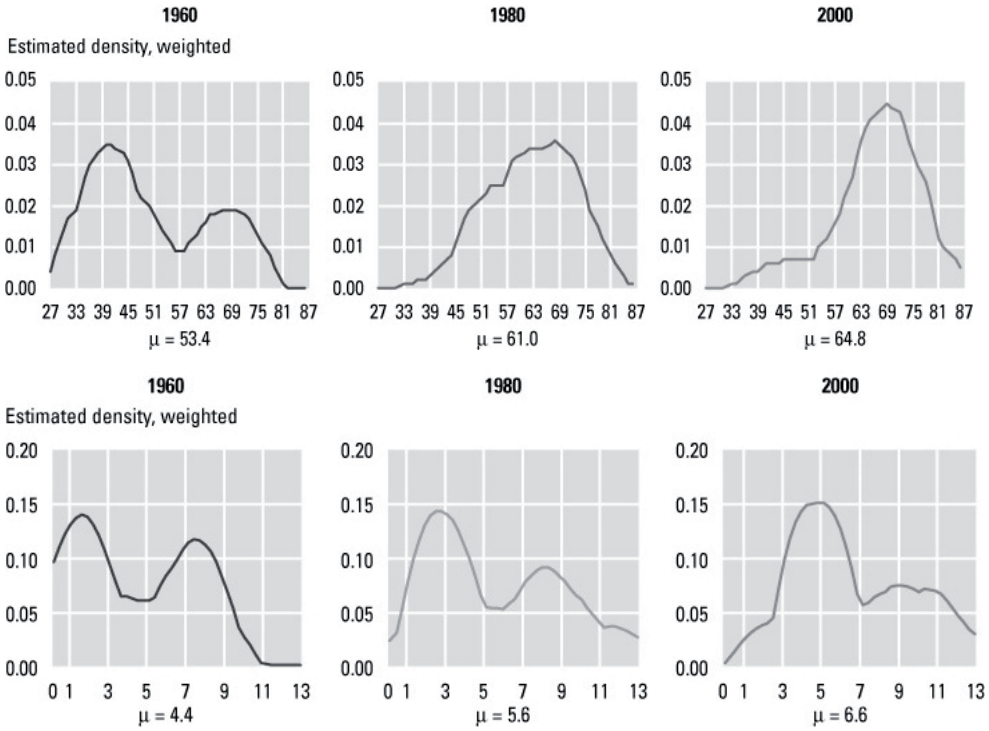 1960 1980 2000
Estimated density, weighted
0.05 0.05 0.05
0.04 0.04 0.04
0.03 0.03 0.03
0.02 0.02 0.02
0.01 0.01 0.01
0.00 0.00 0.00
27 33 39 45 51 57 63 69 75 81 87 27 33 39 45 51 57 63 69 75 81 87 27 33 39 45 51 57 63 69 75 81 87
µ = 53.4 µ = 61.0 µ = 64.8
1960 1980 2000
Estimated density, weighted
0.20 0.20 0.20
0.15 0.15 0.15
0.10 0.10 0.10
0.05 0.05 0.05
0.00 0.00 0.00
0 1 3 5 7 9 11 13 0 1 3 5 7 9 11 13 0 1 3 5 7 9 11 13
µ = 4.4 µ = 5.6 µ = 6.6